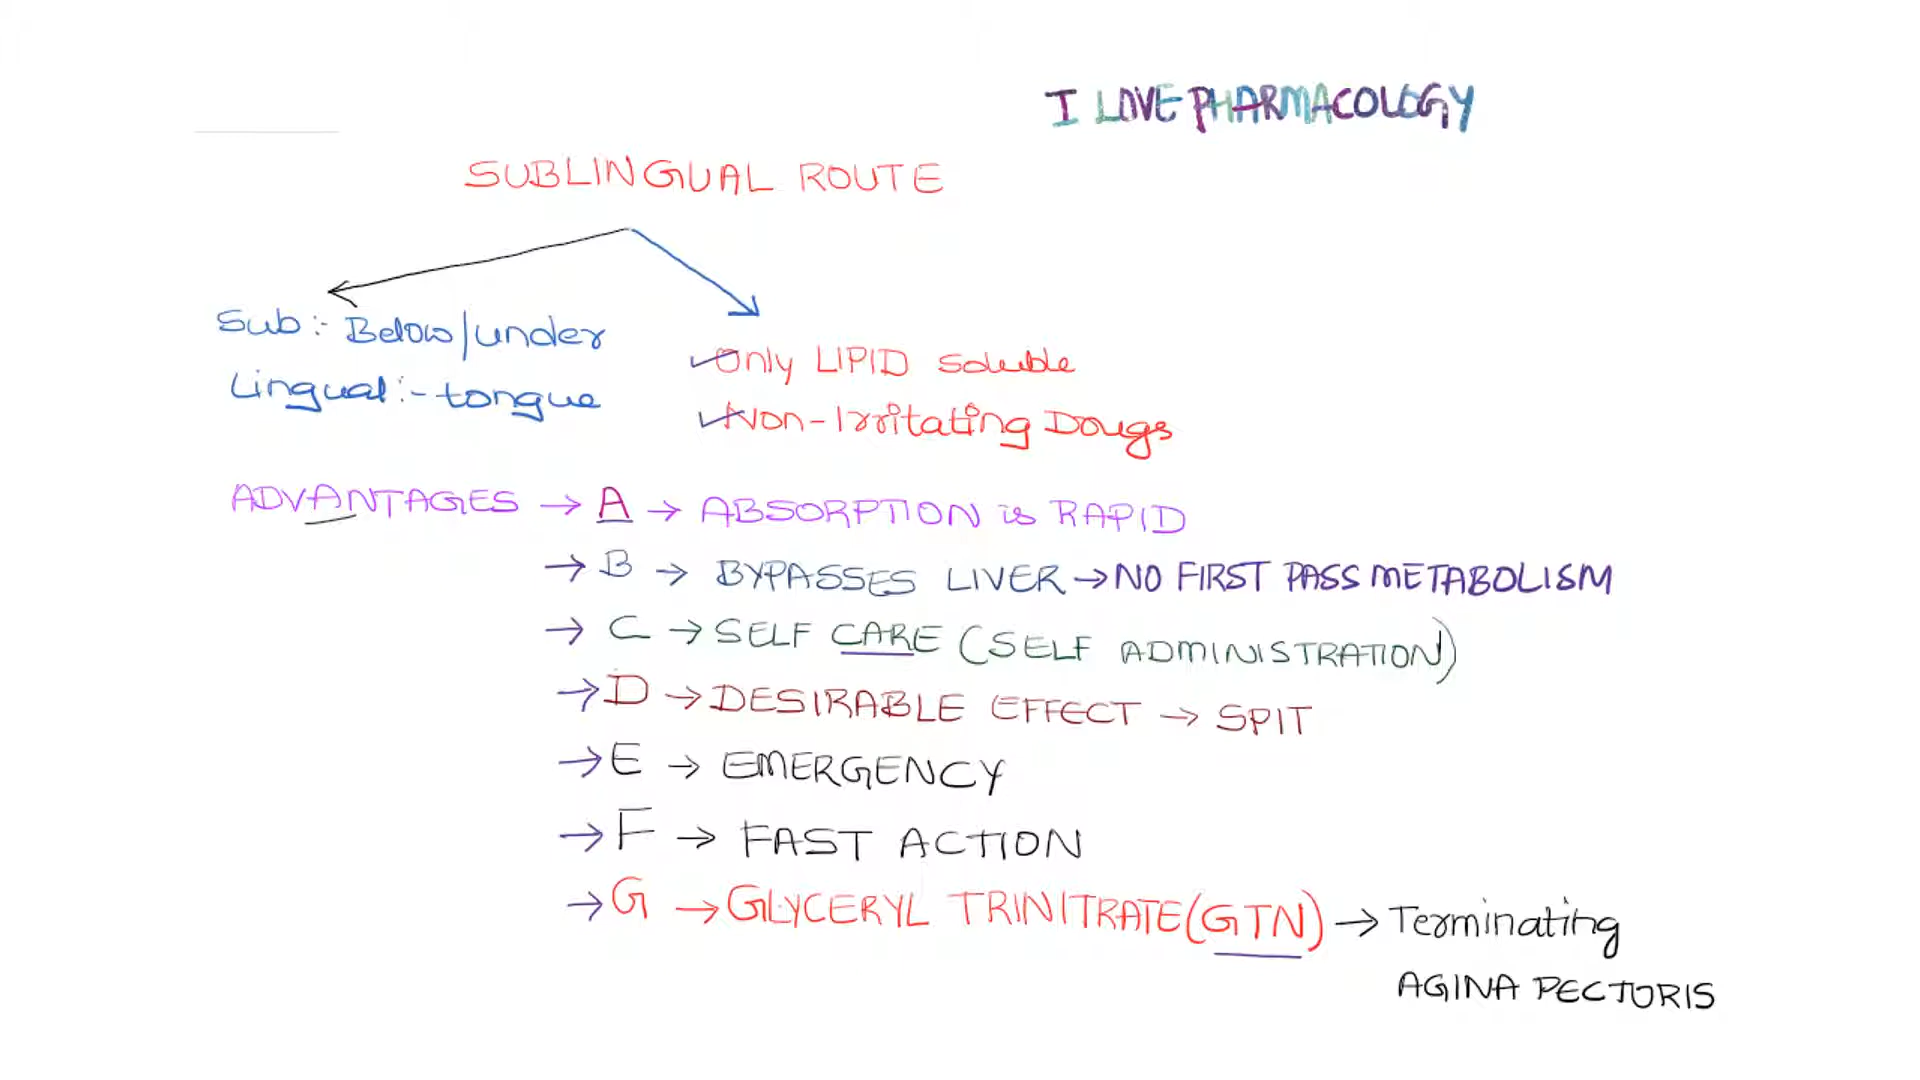 I LOVE PHARMACOLOGY
SUBLINGUAL ROUTE
Sub :- Below/under
Lingual :- tongue
Only LIPID Soluble
Non-Irritating Drugs
ADVANTAGES → A → ABSORPTION is RAPID
→ B → BYPASSES LIVER → NO FIRST PASS METABOLISM
→ C → SELF CARE (SELF ADMINISTRATION)
→ D → DESIRABLE EFFECT → SPIT
→ E → EMERGENCY
→ F → FAST ACTION
→ G → GLYCERYL TRINITRATE (GTN) → Terminating
AGINA PECTORIS